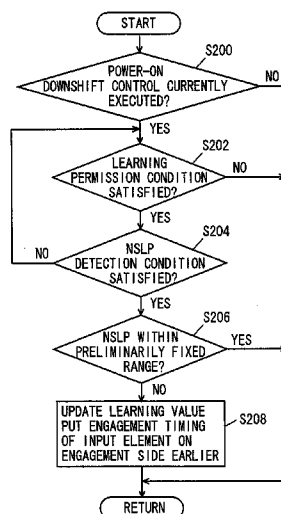 START
S200
POWER-ON
DOWNSHIFT CONTROL CURRENTLY
EXECUTED?
NO
YES
S202
LEARNING
PERMISSION CONDITION
SATISFIED?
NO
YES
S204
NSLP
DETECTION CONDITION
SATISFIED?
NO
YES
S206
NSLP WITHIN
PRELIMINARILY FIXED
RANGE?
YES
NO
S208
UPDATE LEARNING VALUE
PUT ENGAGEMENT TIMING
OF INPUT ELEMENT ON
ENGAGEMENT SIDE EARLIER
RETURN